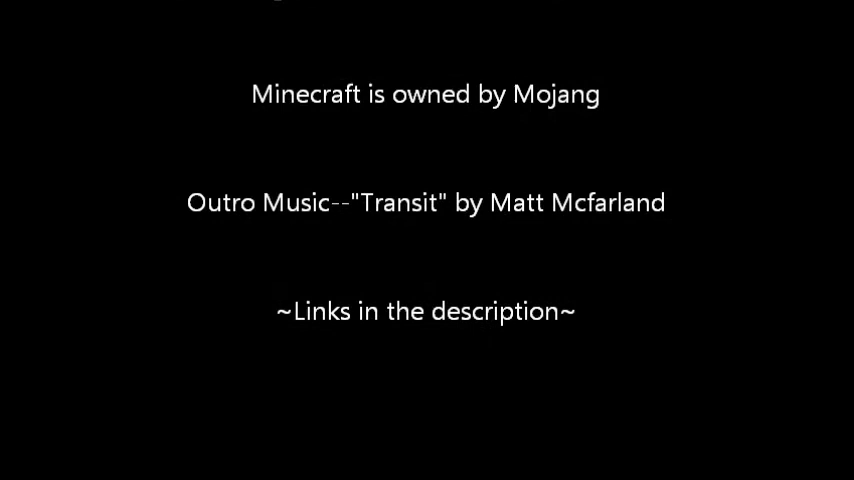 Minecraft is owned by Mojang
Outro Music--"Transit" by Matt Mcfarland
~Links in the description~